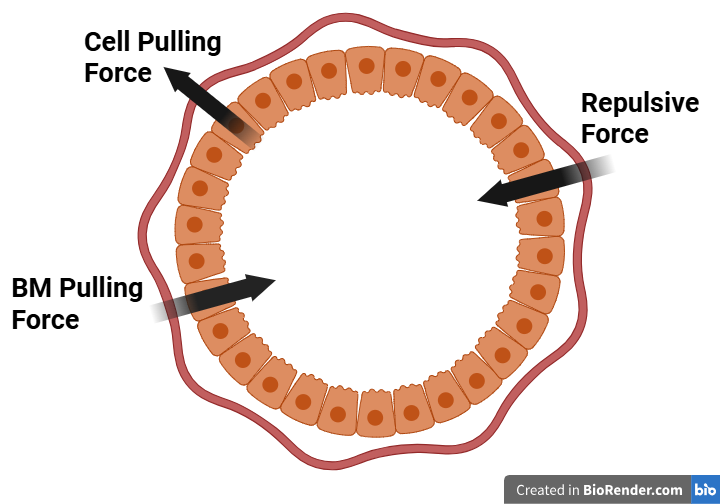 Cell Pulling
Force
Repulsive
Force
BM Pulling
Force
Created in BioRender.com bio